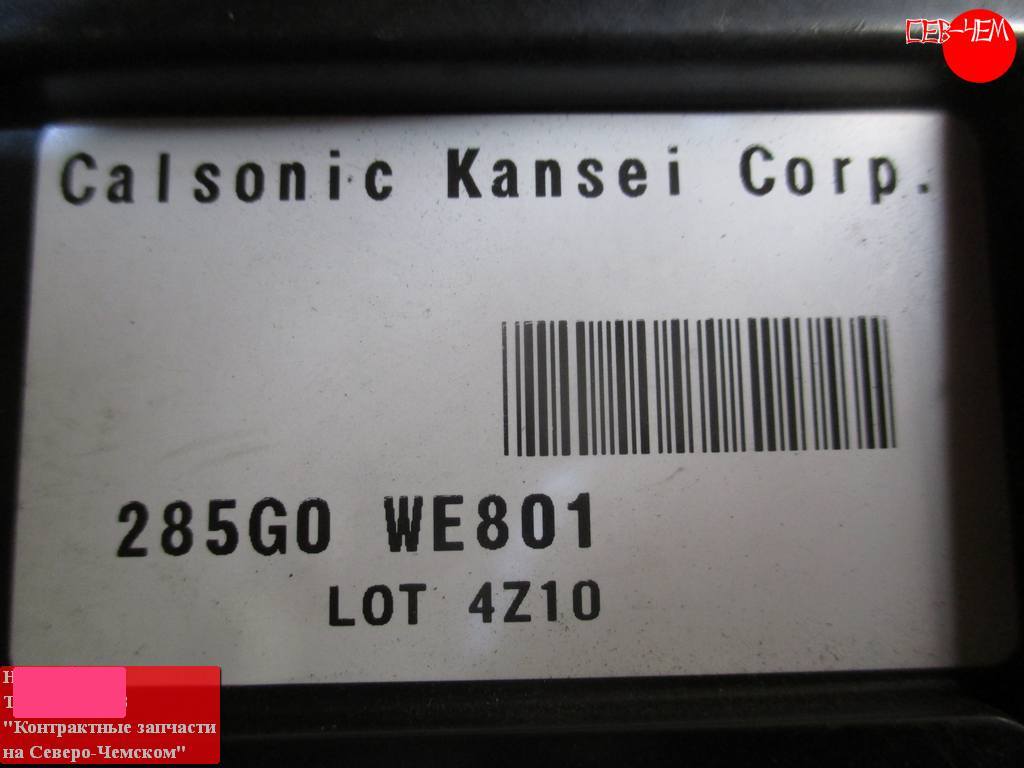 СЕВ-ЧЕМ
Calsonic Kansei Corp.
285G0 WE801
LOT 4Z10
"Контрактные запчасти
на Северо-Чемском"